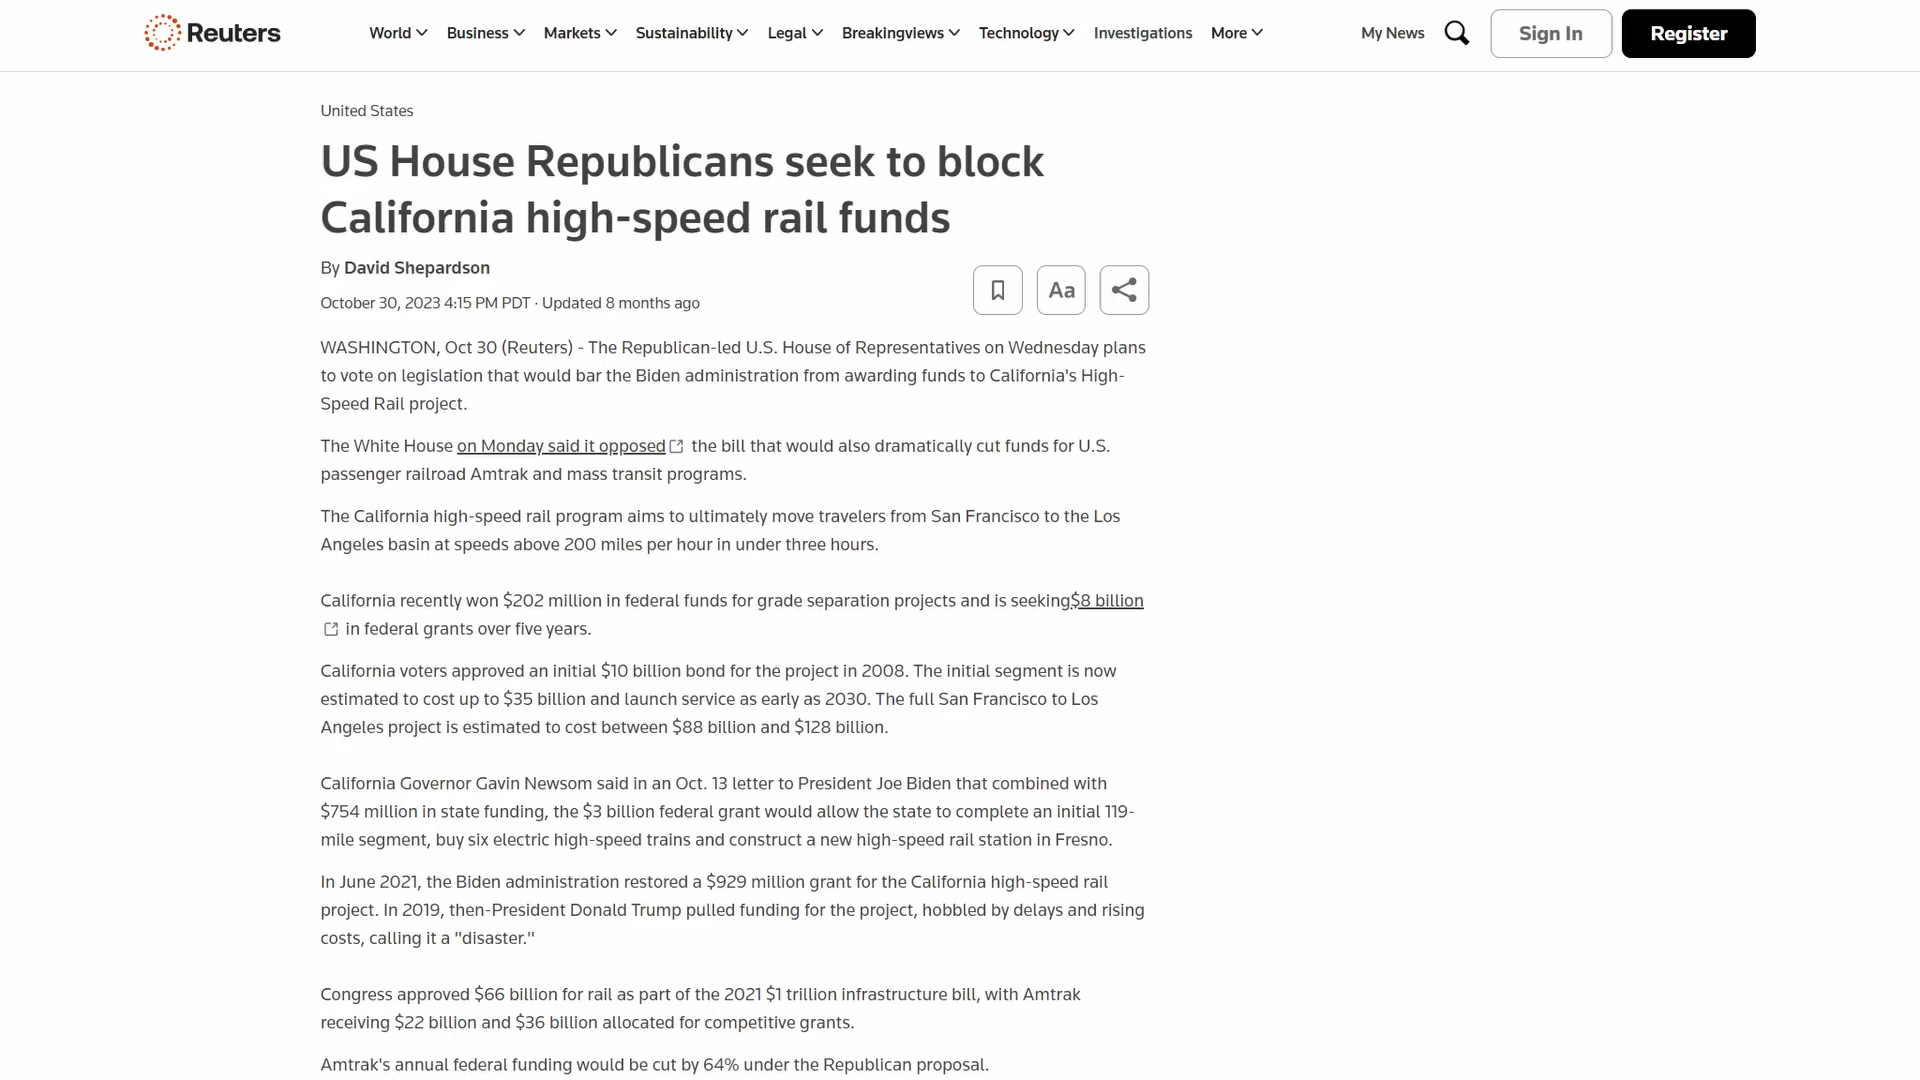 Reuters
World Business Markets Sustainability Legal Breakingviews Technology Investigations More
My News Sign In Register
United States
US House Republicans seek to block
California high-speed rail funds
By David Shepardson
October 30, 2023 4:15 PM PDT · Updated 8 months ago
Aa
WASHINGTON, Oct 30 (Reuters) - The Republican-led U.S. House of Representatives on Wednesday plans
to vote on legislation that would bar the Biden administration from awarding funds to California's High-
Speed Rail project.
The White House on Monday said it opposed the bill that would also dramatically cut funds for U.S.
passenger railroad Amtrak and mass transit programs.
The California high-speed rail program aims to ultimately move travelers from San Francisco to the Los
Angeles basin at speeds above 200 miles per hour in under three hours.
California recently won $202 million in federal funds for grade separation projects and is seeking$8 billion
in federal grants over five years.
California voters approved an initial $10 billion bond for the project in 2008. The initial segment is now
estimated to cost up to $35 billion and launch service as early as 2030. The full San Francisco to Los
Angeles project is estimated to cost between $88 billion and $128 billion.
California Governor Gavin Newsom said in an Oct. 13 letter to President Joe Biden that combined with
$754 million in state funding, the $3 billion federal grant would allow the state to complete an initial 119-
mile segment, buy six electric high-speed trains and construct a new high-speed rail station in Fresno.
In June 2021, the Biden administration restored a $929 million grant for the California high-speed rail
project. In 2019, then-President Donald Trump pulled funding for the project, hobbled by delays and rising
costs, calling it a "disaster."
Congress approved $66 billion for rail as part of the 2021 $1 trillion infrastructure bill, with Amtrak
receiving $22 billion and $36 billion allocated for competitive grants.
Amtrak's annual federal funding would be cut by 64% under the Republican proposal.